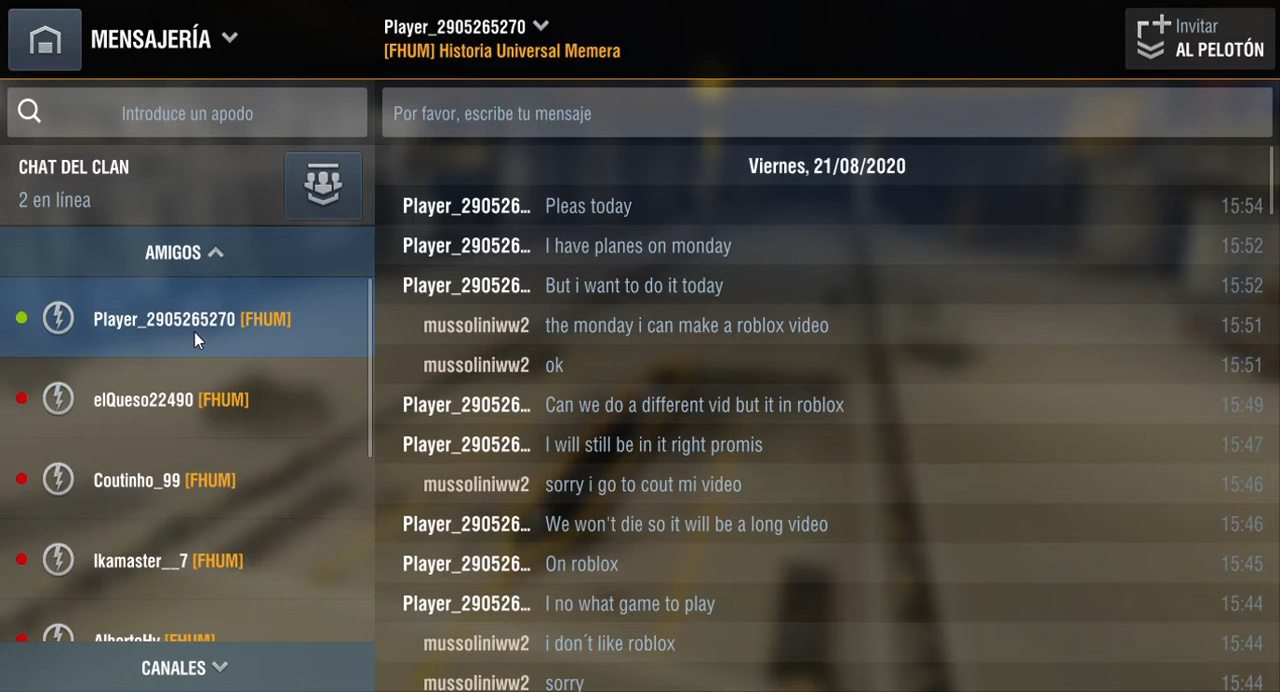 MENSAJERÍA
Player_2905265270
[FHUM] Historia Universal Memera
Invitar
AL PELOTÓN
Introduce un apodo
Por favor, escribe tu mensaje
CHAT DEL CLAN
2 en línea
AMIGOS
Player_2905265270 [FHUM]
elQueso22490 [FHUM]
Coutinho_99 [FHUM]
Ikamaster__7 [FHUM]
AlbertoHy [FHUM]
CANALES
Viernes, 21/08/2020
Player_290526... Pleas today 15:54
Player_290526... I have planes on monday 15:52
Player_290526... But i want to do it today 15:52
mussoliniww2 the monday i can make a roblox video 15:51
mussoliniww2 ok 15:51
Player_290526... Can we do a different vid but it in roblox 15:49
Player_290526... I will still be in it right promis 15:47
mussoliniww2 sorry i go to cout mi video 15:46
Player_290526... We won't die so it will be a long video 15:46
Player_290526... On roblox 15:45
Player_290526... I no what game to play 15:44
mussoliniww2 i don´t like roblox 15:44
mussoliniww2 sorry 15:44